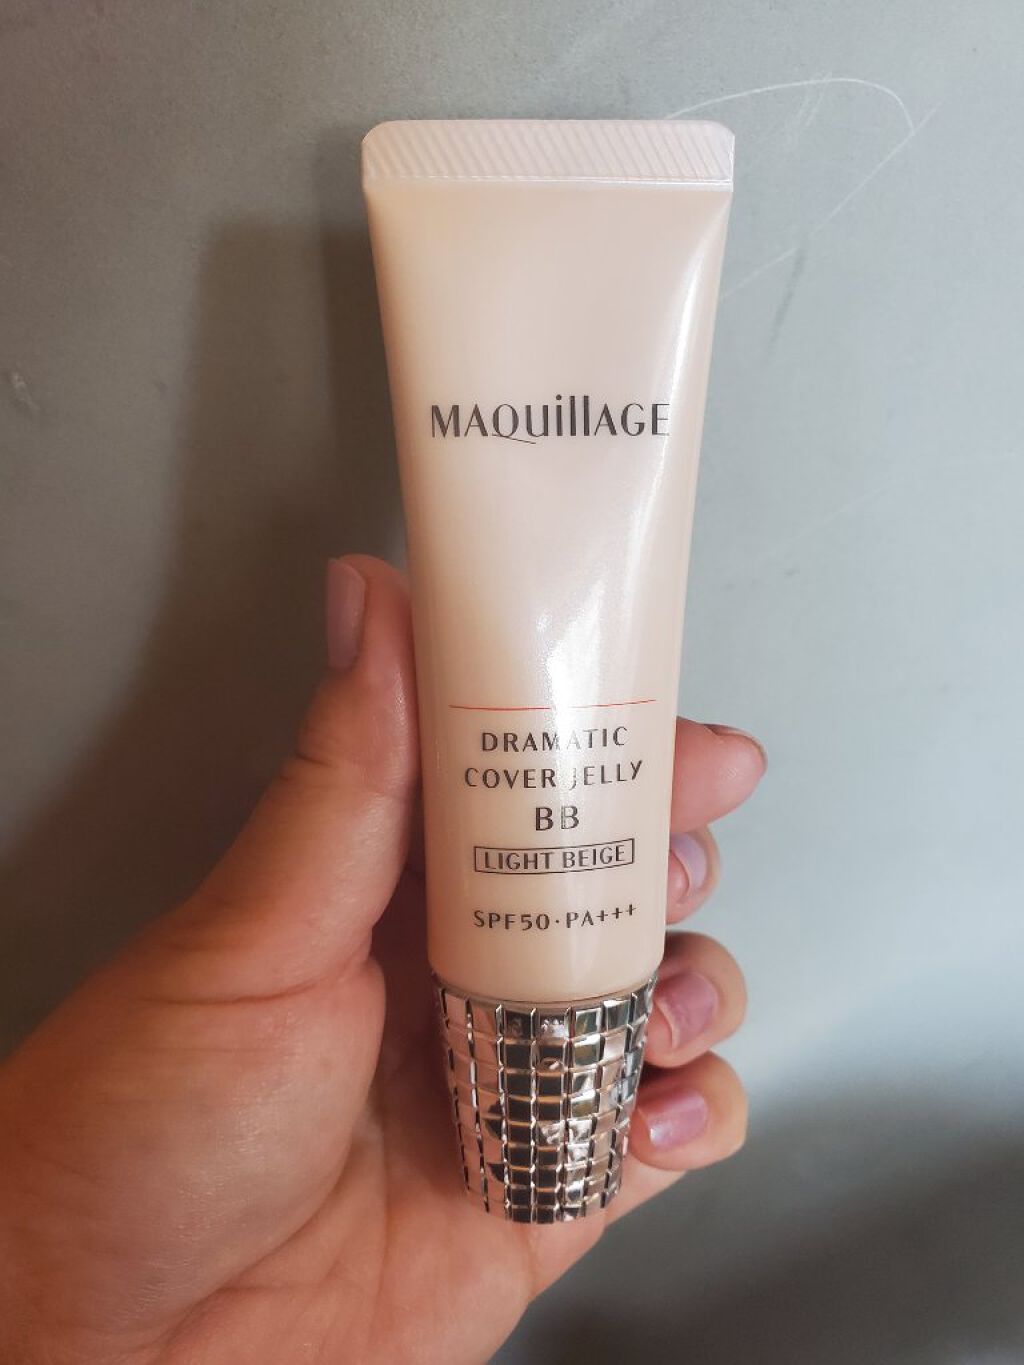 MAQuillAGE
DRAMATIC
COVER JELLY
BB
LIGHT BEIGE
SPF50·PA+++